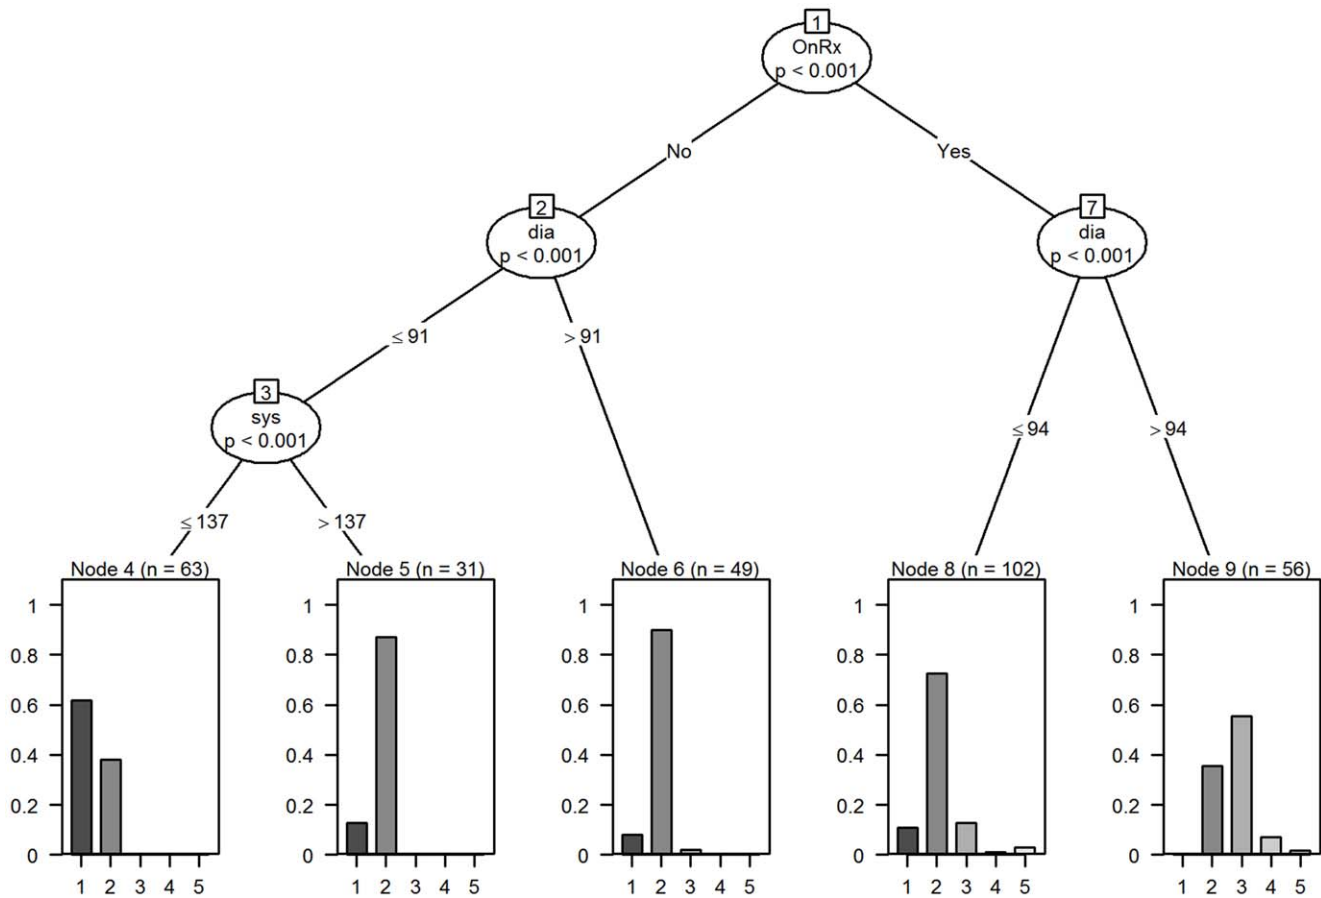 1
OnRx
p < 0.001
No
Yes
2
dia
p < 0.001
7
dia
p < 0.001
≤ 91
> 91
3
sys
p < 0.001
≤ 94
> 94
≤ 137
> 137
Node 4 (n = 63)
1
0.8
0.6
0.4
0.2
0
1 2 3 4 5
Node 5 (n = 31)
1
0.8
0.6
0.4
0.2
0
1 2 3 4 5
Node 6 (n = 49)
1
0.8
0.6
0.4
0.2
0
1 2 3 4 5
Node 8 (n = 102)
1
0.8
0.6
0.4
0.2
0
1 2 3 4 5
Node 9 (n = 56)
1
0.8
0.6
0.4
0.2
0
1 2 3 4 5